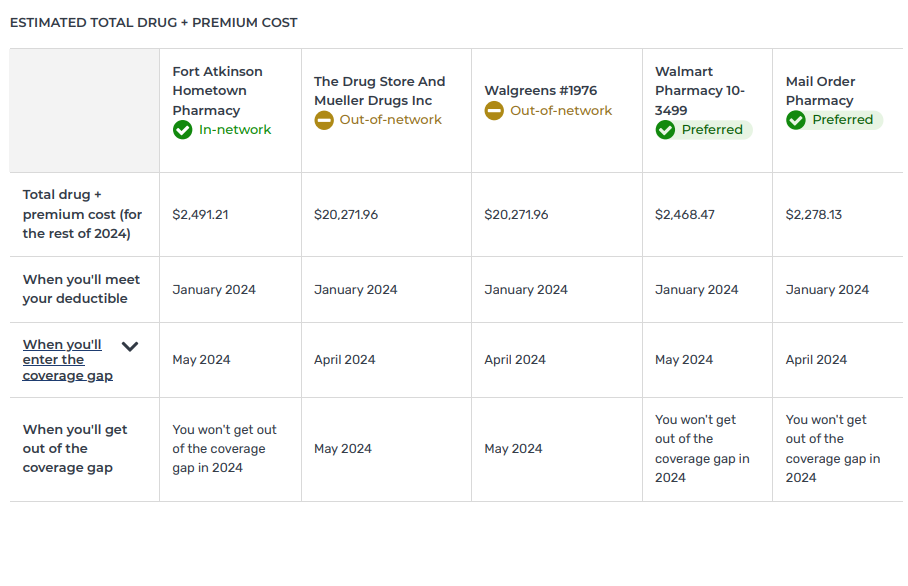 ESTIMATED TOTAL DRUG + PREMIUM COST
Fort Atkinson
Hometown
Pharmacy
In-network
The Drug Store And
Mueller Drugs Inc
Out-of-network
Walgreens #1976
Out-of-network
Walmart
Pharmacy 10-
3499
Preferred
Mail Order
Pharmacy
Preferred
Total drug +
premium cost (for
the rest of 2024)
$2,491.21
$20,271.96
$20,271.96
$2,468.47
$2,278.13
When you'll meet
your deductible
January 2024
January 2024
January 2024
January 2024
January 2024
When you'll
enter the
coverage gap
May 2024
April 2024
April 2024
May 2024
April 2024
When you'll get
out of the
coverage gap
You won't get out
of the coverage
gap in 2024
May 2024
May 2024
You won't get
out of the
coverage gap in
2024
You won't get
out of the
coverage gap in
2024